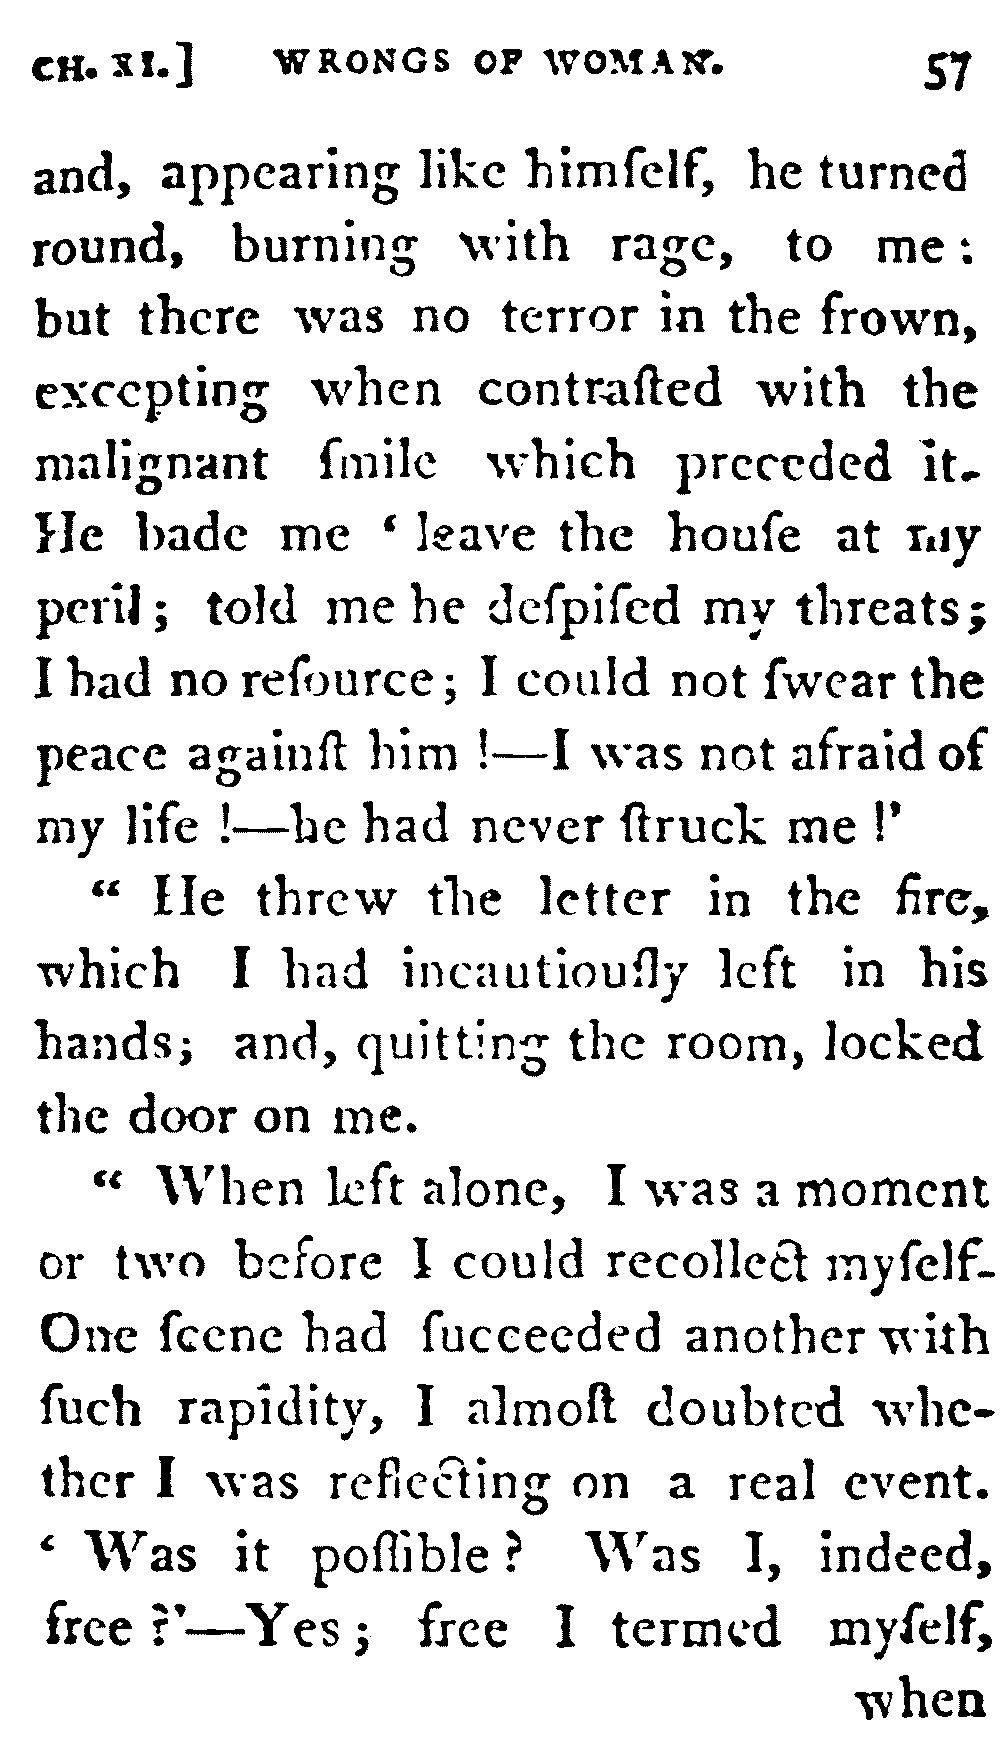 CH. XI.] WRONGS OF WOMAN. 57
and, appearing like himſelf, he turned
round, burning with rage, to me:
but there was no terror in the frown,
excepting when contraſted with the
malignant ſmile which preceded it.
He bade me ‘ leave the houſe at my
peril; told me he deſpiſed my threats;
I had no reſource; I could not ſwear the
peace againſt him !—I was not afraid of
my life !—he had never ſtruck me !’
“ He threw the letter in the fire,
which I had incautiouſly left in his
hands; and, quitting the room, locked
the door on me.
“ When left alone, I was a moment
or two before I could recollect myſelf.
One ſcene had ſucceeded another with
ſuch rapidity, I almoſt doubted whe-
ther I was reflecting on a real event.
‘ Was it poſſible? Was I, indeed,
free ?’—Yes; free I termed myſelf,
when